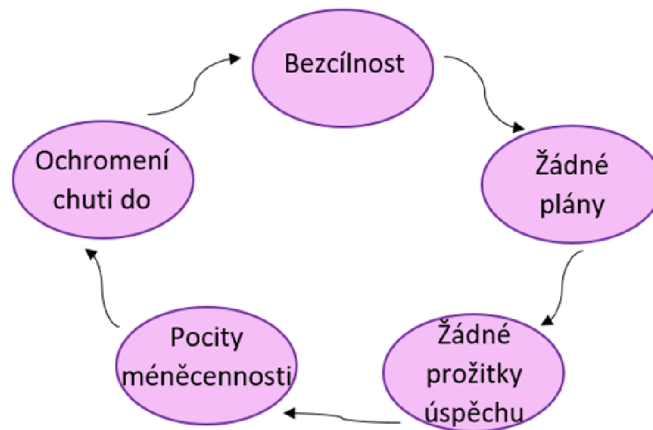 Bezcílnost
Žádné
plány
Žádné
prožitky
úspěchu
Pocity
méněcennosti
Ochromení
chuti do